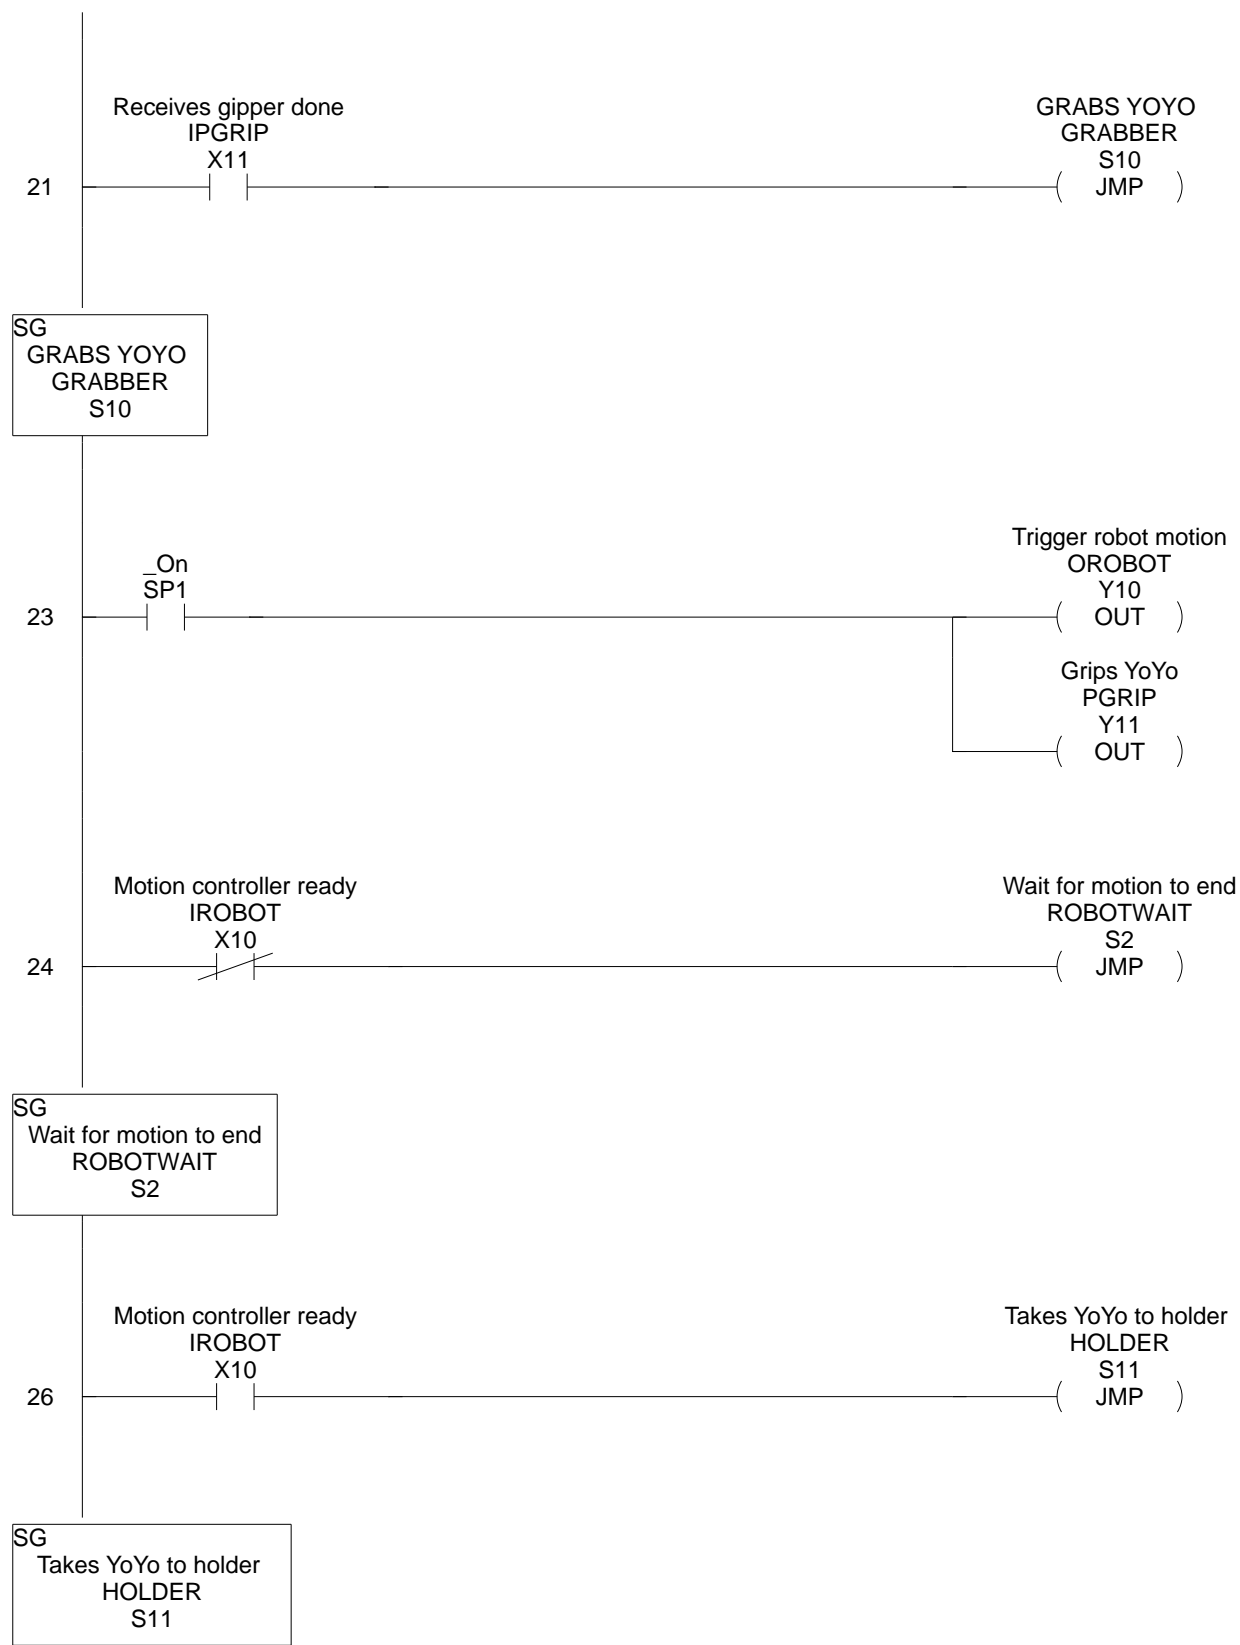 Receives gipper done
IPGRIP
X11
GRABS YOYO
GRABBER
S10
JMP
21
SG
GRABS YOYO
GRABBER
S10
_On
SP1
Trigger robot motion
OROBOT
Y10
OUT
23
Grips YoYo
PGRIP
Y11
OUT
Motion controller ready
IROBOT
X10
Wait for motion to end
ROBOTWAIT
S2
JMP
24
SG
Wait for motion to end
ROBOTWAIT
S2
Motion controller ready
IROBOT
X10
Takes YoYo to holder
HOLDER
S11
JMP
26
SG
Takes YoYo to holder
HOLDER
S11